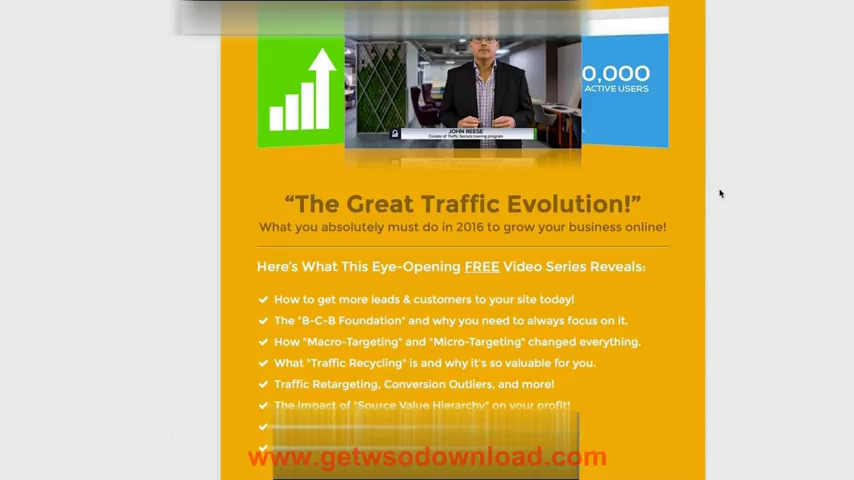 0,000
ACTIVE USERS
JOHN REESE
Creator of Traffic Secrets training program
“The Great Traffic Evolution!”
What you absolutely must do in 2016 to grow your business online!
Here's What This Eye-Opening FREE Video Series Reveals:
How to get more leads & customers to your site today!
The "B-C-B Foundation" and why you need to always focus on it.
How "Macro-Targeting" and "Micro-Targeting" changed everything.
What "Traffic Recycling" is and why it's so valuable for you.
Traffic Retargeting, Conversion Outliers, and more!
The impact of "Source Value Hierarchy" on your profit!
www.getwsodownload.com